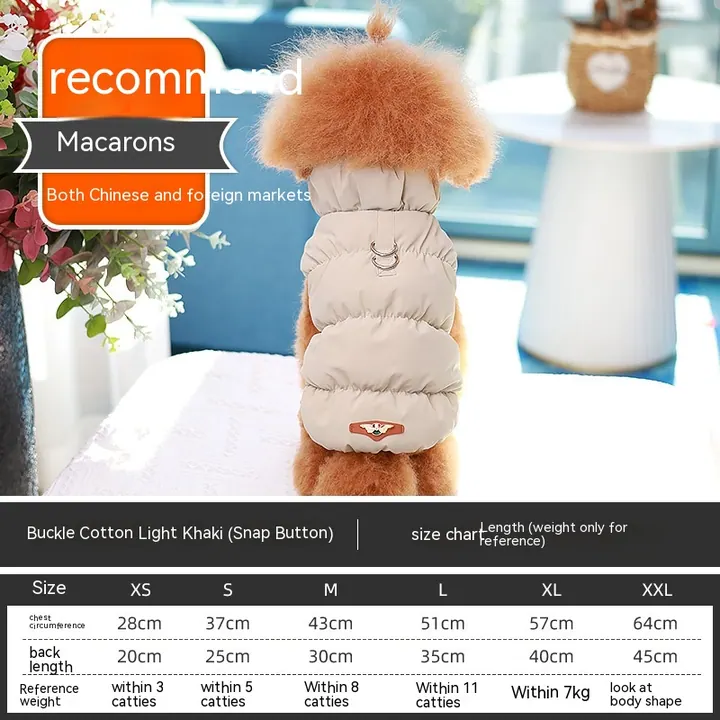 recommend
Macarons
Both Chinese and foreign markets
Buckle Cotton Light Khaki (Snap Button)
size chart
Length (weight only for
reference)
Size XS S M L XL XXL
chest
circumference 28cm 37cm 43cm 51cm 57cm 64cm
back
length 20cm 25cm 30cm 35cm 40cm 45cm
Reference
weight
within 3
catties
within 5
catties
Within 8
catties
Within 11
catties
Within 7kg
look at
body shape